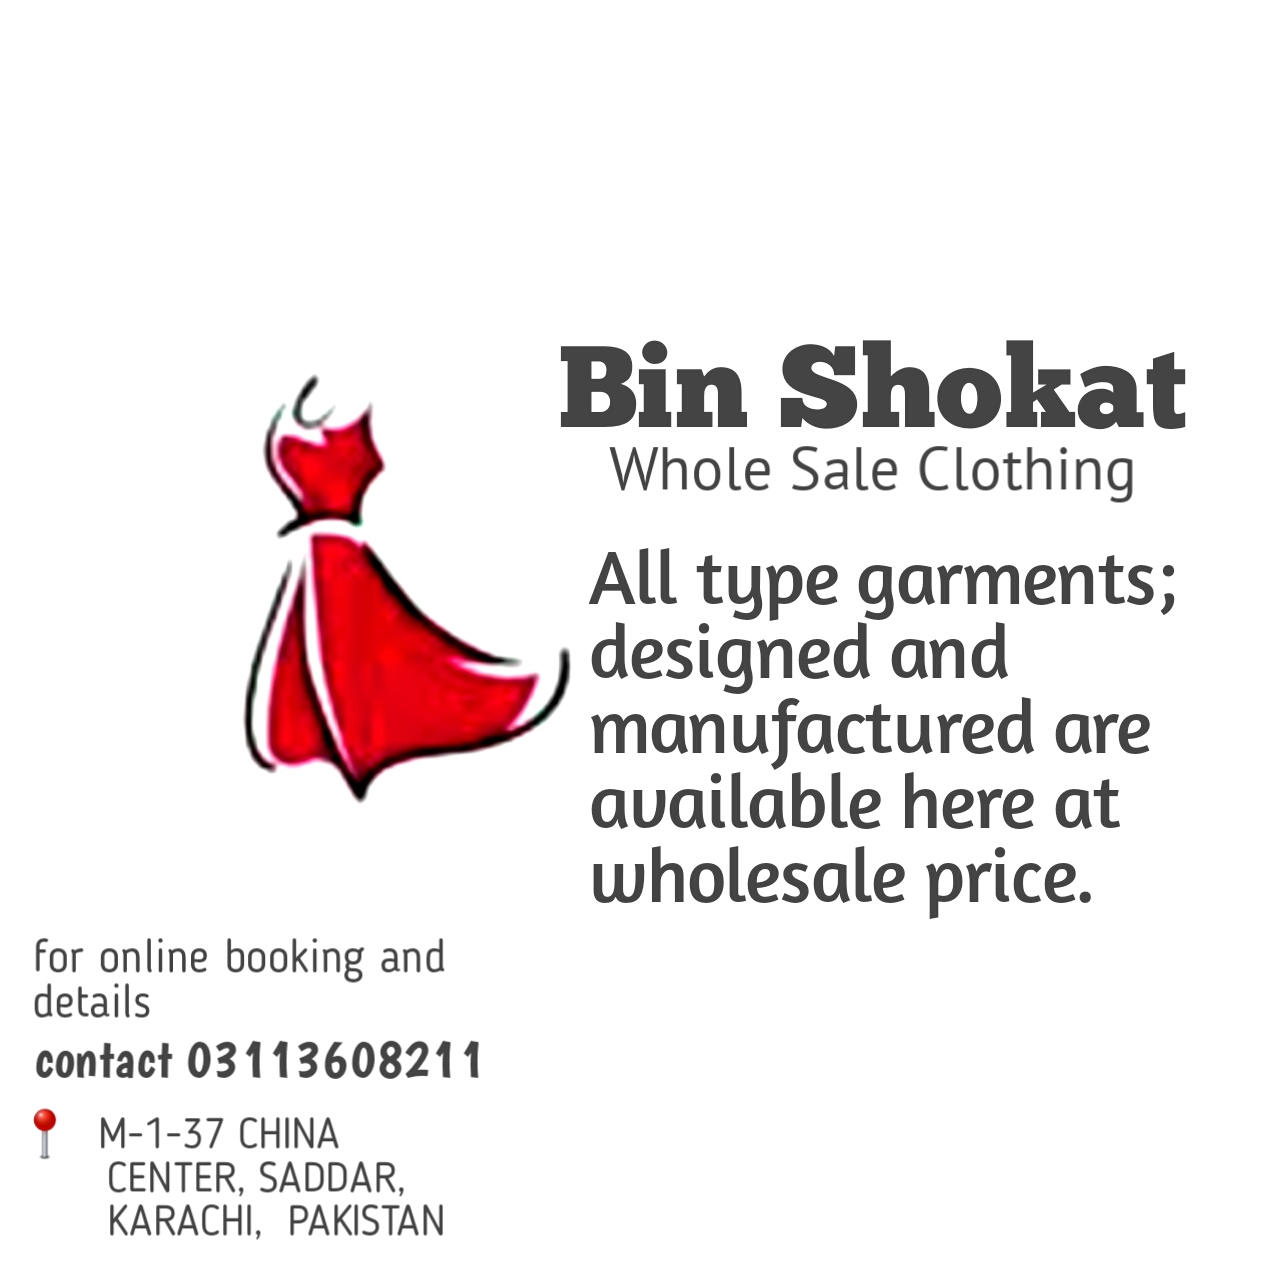 Bin Shokat
Whole Sale Clothing
All type garments;
designed and
manufactured are
available here at
wholesale price.
for online booking and
details
contact 03113608211
M-1-37 CHINA
CENTER, SADDAR,
KARACHI, PAKISTAN